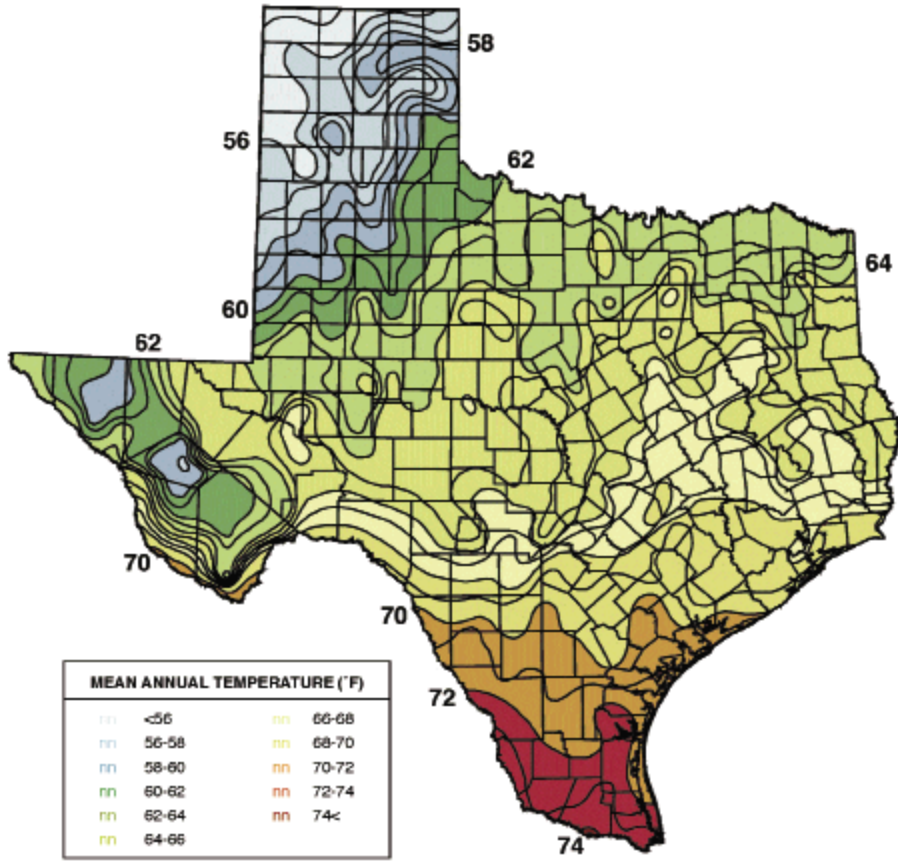 58
56
62
64
60
62
70
70
72
74
MEAN ANNUAL TEMPERATURE (°F)
nn <56
nn 56-58
nn 58-60
nn 60-62
nn 62-64
nn 64-66
nn 66-68
nn 68-70
nn 70-72
nn 72-74
nn 74<